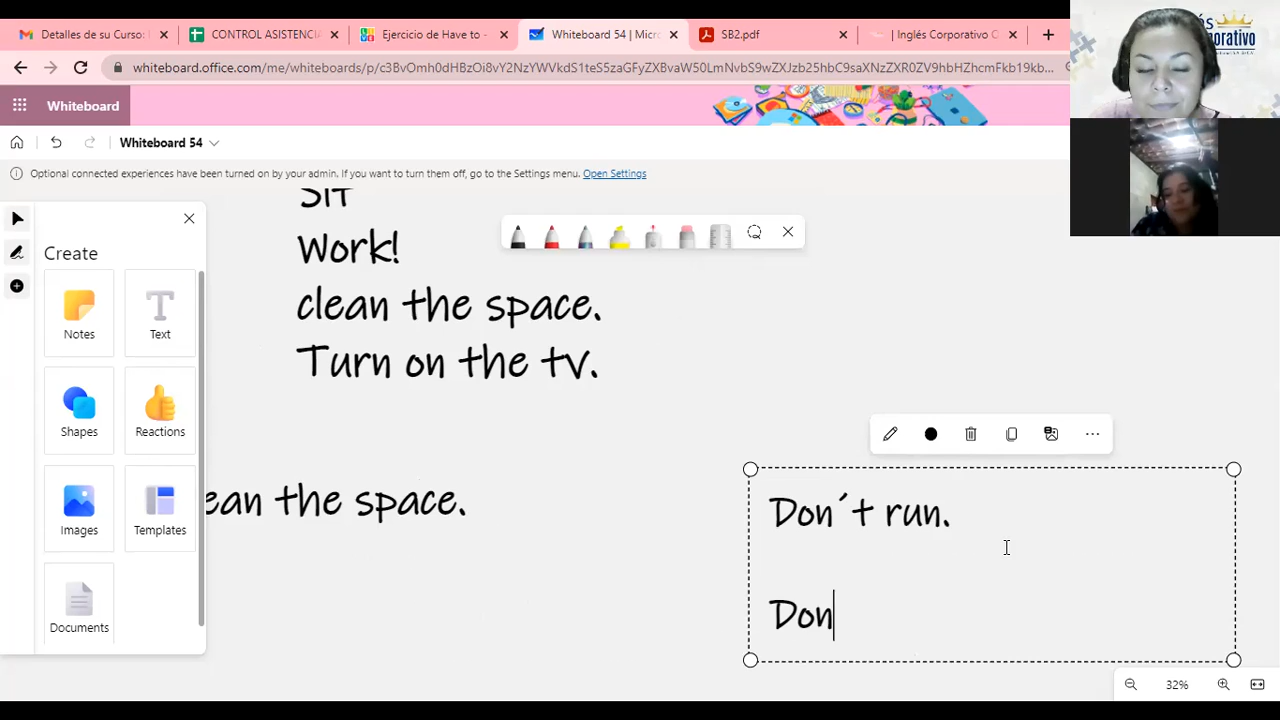 Detalles de su Curso:
CONTROL ASISTENCIA
Ejercicio de Have to -
Whiteboard 54 | Micr
SB2.pdf
| Inglés Corporativo C
Inglés
Corporativo
whiteboard.office.com/me/whiteboards/p/c3BvOmh0dHBzOi8vY2NzYWVkdS1teS5zaGFyZXBvaW50LmNvbS9wZXJzb25hbC9saXNzZXR0ZV9hbHZhcmFkb19kb...
Whiteboard
Whiteboard 54
Optional connected experiences have been turned on by your admin. If you want to turn them off, go to the Settings menu. Open Settings
Sit
Work!
clean the space.
Turn on the tv.
Create
Notes
Text
Shapes
Reactions
Images
Templates
Documents
ean the space.
Don´t run.
Don
32%